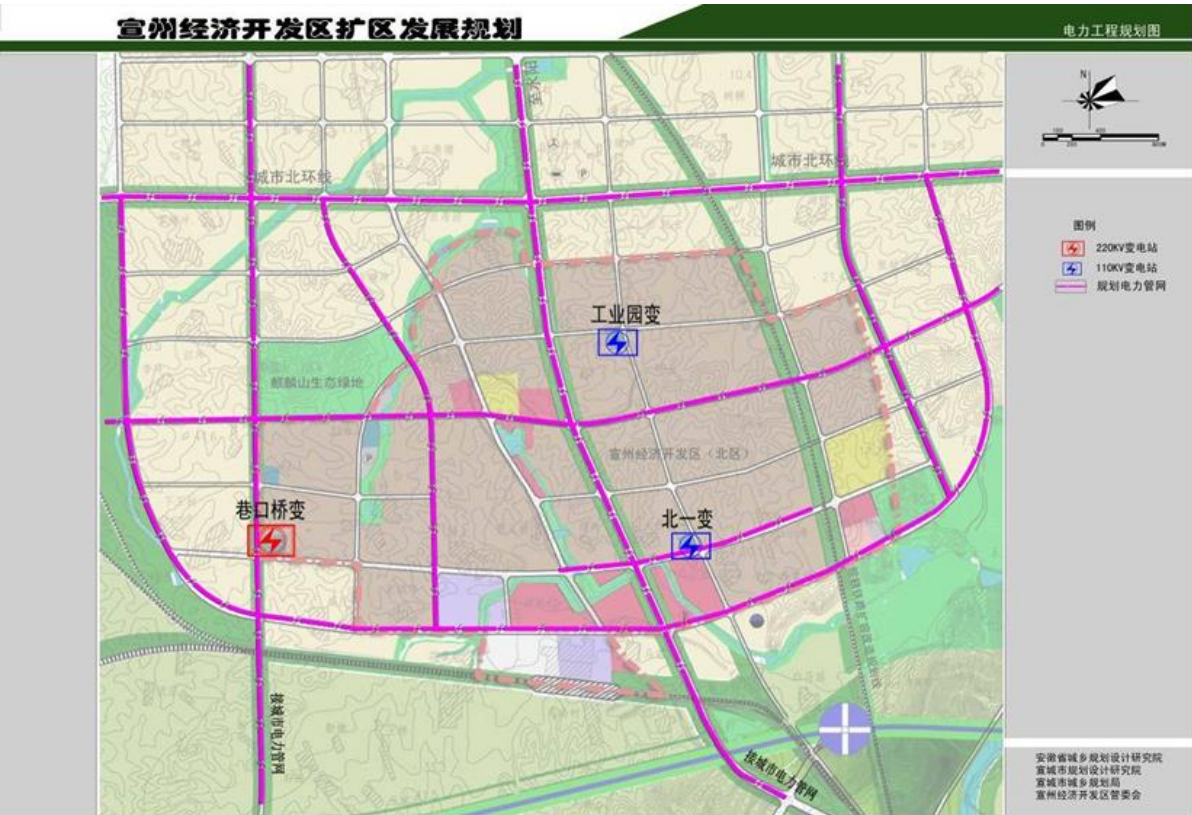 宣州经济开发区扩区发展规划
电力工程规划图
至水阳
N
城市北环线
城市北环
图例
220KV变电站
110KV变电站
规划电力管网
工业园变
麒麟山生态绿地
宣州经济开发区（北区）
巷口桥变
北一变
P
P
接城市电力管网
接城市电力管网
安徽省城乡规划设计研究院
宣城市规划设计研究院
宣城市城乡规划局
宣州经济开发区管委会